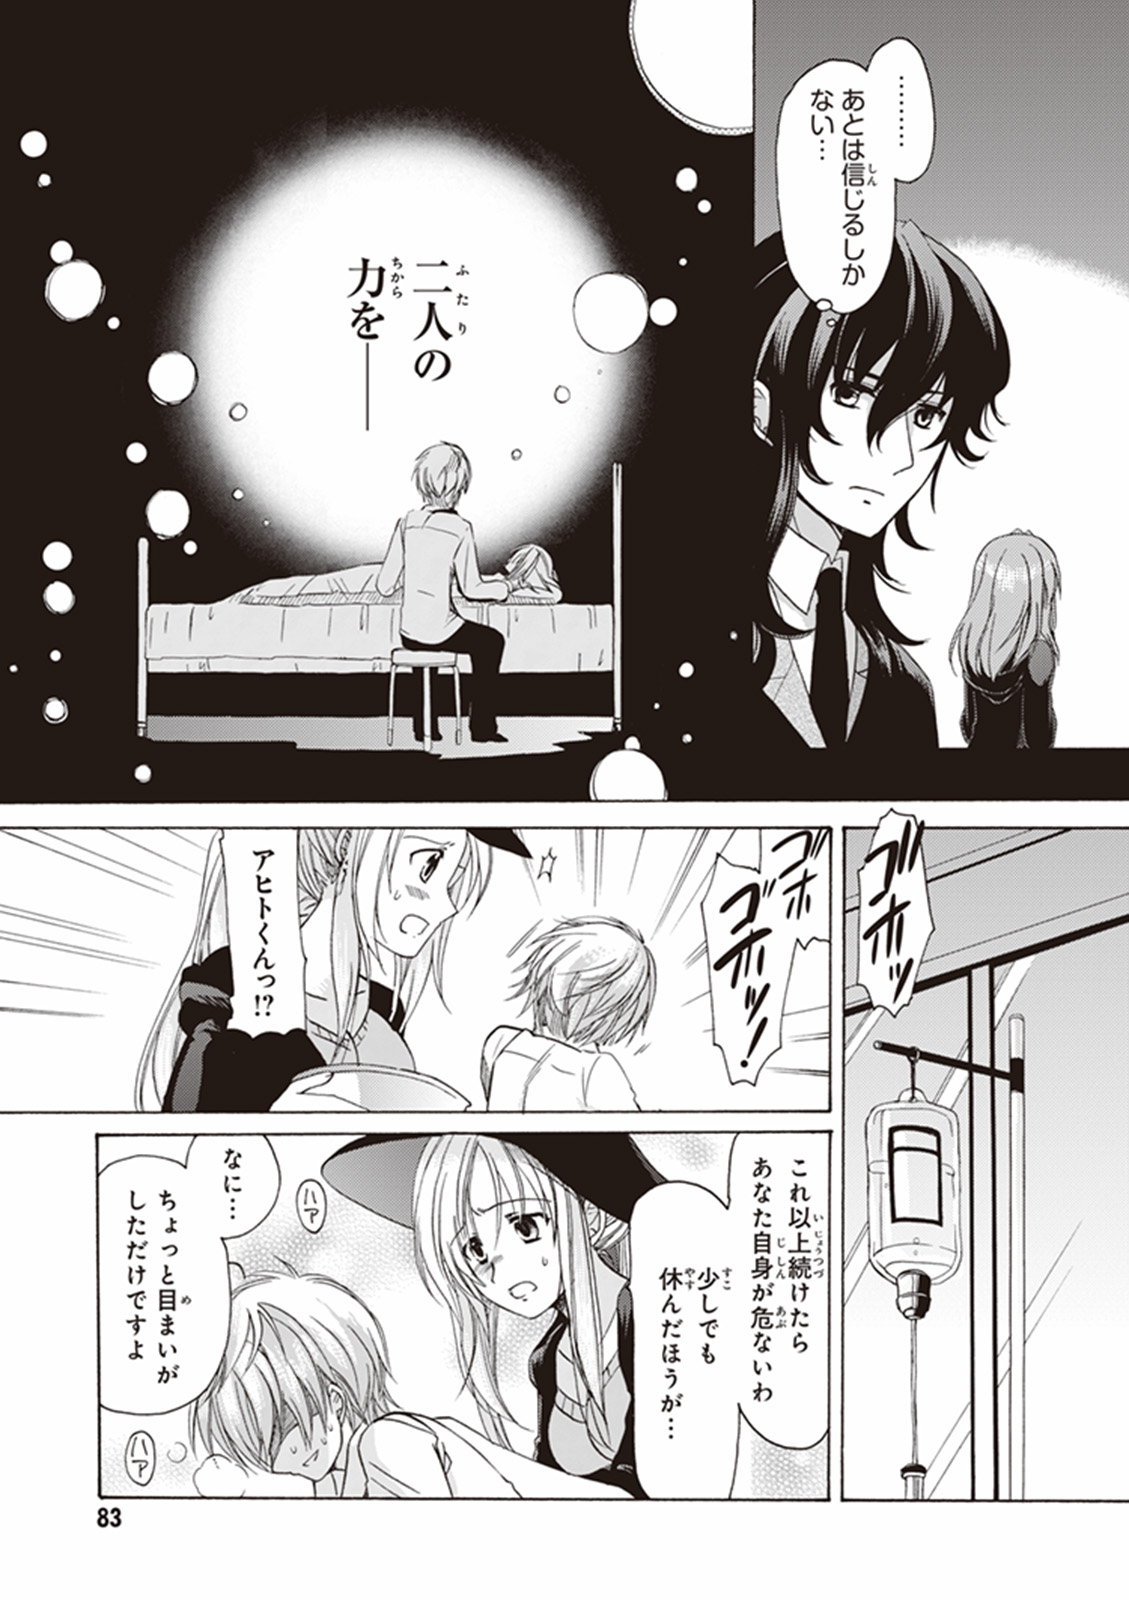 ………
あとは信じるしか
ない…
二人の
力を――
ゴホッ
ゴホ
ゴホッ!
アヒトくんっ!?
これ以上続けたら
あなた自身が危ないわ
少しでも
休んだほうが…
ハァ
なに…
ちょっと目まいが
しただけですよ
ハァ
83